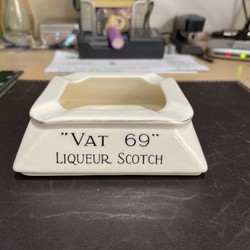 "VAT 69"
LIQUEUR SCOTCH